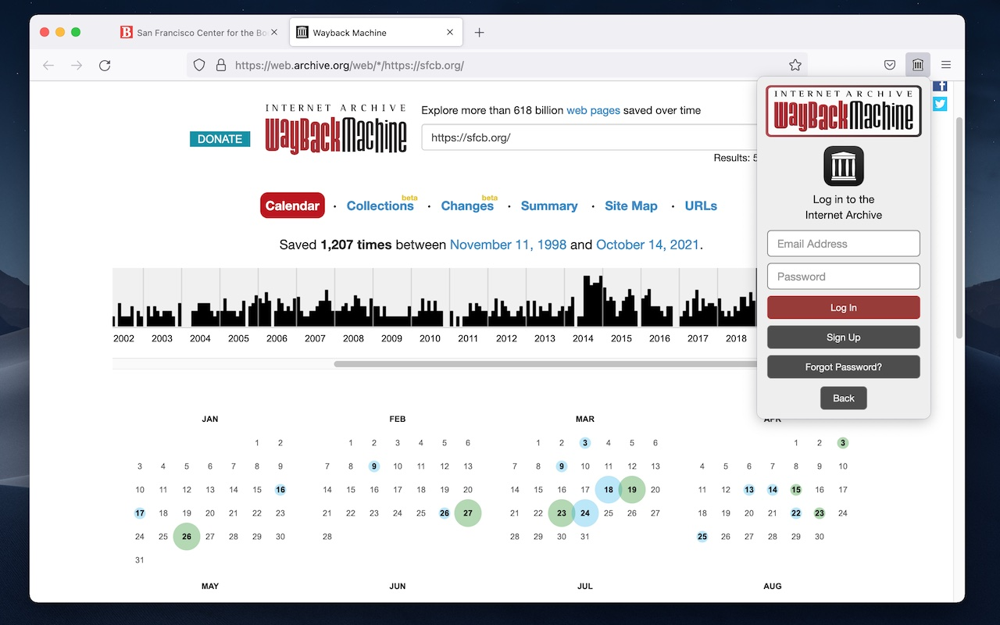 San Francisco Center for the Bo
Wayback Machine
https://web.archive.org/web/*/https://sfcb.org/
INTERNET ARCHIVE
WayBackMachine
DONATE
Explore more than 618 billion web pages saved over time
https://sfcb.org/
Results: 5
Calendar · Collections beta · Changes beta · Summary · Site Map · URLs
Saved 1,207 times between November 11, 1998 and October 14, 2021.
2002 2003 2004 2005 2006 2007 2008 2009 2010 2011 2012 2013 2014 2015 2016 2017 2018
INTERNET ARCHIVE
WayBackMachine
Log in to the
Internet Archive
Email Address
Password
Log In
Sign Up
Forgot Password?
Back
JAN
1 2
3 4 5 6 7 8 9
10 11 12 13 14 15 16
17 18 19 20 21 22 23
24 25 26 27 28 29 30
31
FEB
1 2 3 4 5 6
7 8 9 10 11 12 13
14 15 16 17 18 19 20
21 22 23 24 25 26 27
28
MAR
1 2 3 4 5 6
7 8 9 10 11 12 13
14 15 16 17 18 19 20
21 22 23 24 25 26 27
28 29 30 31
APR
1 2 3
4 5 6 7 8 9 10
11 12 13 14 15 16 17
18 19 20 21 22 23 24
25 26 27 28 29 30
MAY JUN JUL AUG